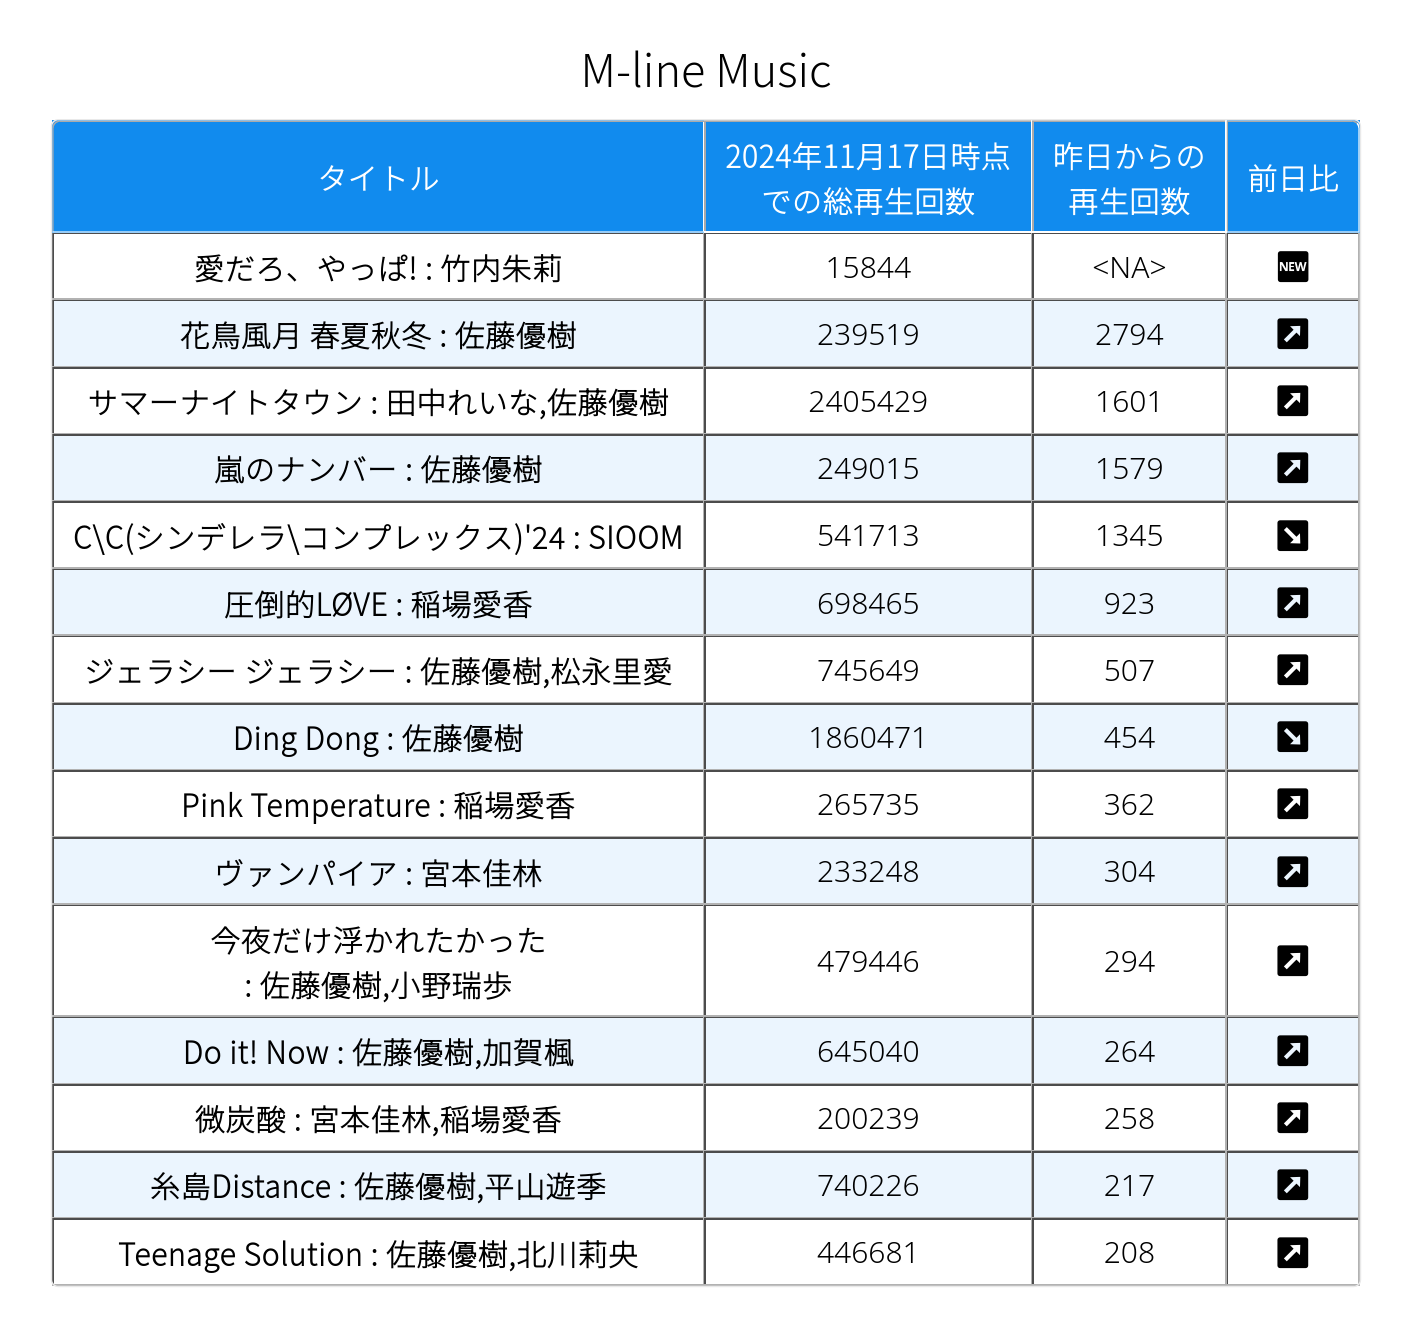 M-line Music
タイトル
2024年11月17日時点
での総再生回数
昨日からの
再生回数
前日比
愛だろ、やっぱ! : 竹内朱莉 15844 <NA> NEW
花鳥風月 春夏秋冬 : 佐藤優樹 239519 2794
サマーナイトタウン : 田中れいな,佐藤優樹 2405429 1601
嵐のナンバー : 佐藤優樹 249015 1579
C\C(シンデレラ\コンプレックス)'24 : SIOOM 541713 1345
圧倒的LØVE : 稲場愛香 698465 923
ジェラシー ジェラシー : 佐藤優樹,松永里愛 745649 507
Ding Dong : 佐藤優樹 1860471 454
Pink Temperature : 稲場愛香 265735 362
ヴァンパイア : 宮本佳林 233248 304
今夜だけ浮かれたかった
: 佐藤優樹,小野瑞歩 479446 294
Do it! Now : 佐藤優樹,加賀楓 645040 264
微炭酸 : 宮本佳林,稲場愛香 200239 258
糸島Distance : 佐藤優樹,平山遊季 740226 217
Teenage Solution : 佐藤優樹,北川莉央 446681 208